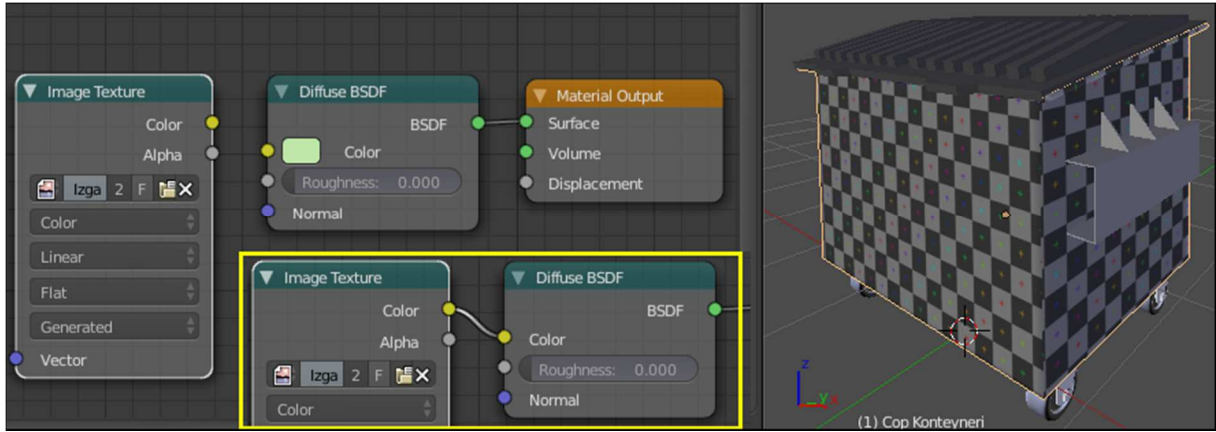 Image Texture
Color
Alpha
Izga 2 F
Color
Linear
Flat
Generated
Vector
Diffuse BSDF
BSDF
Color
Roughness: 0.000
Normal
Material Output
Surface
Volume
Displacement
Image Texture
Color
Alpha
Izga 2 F
Color
Diffuse BSDF
BSDF
Color
Roughness: 0.000
Normal
z
y x
(1) Cop Konteyneri